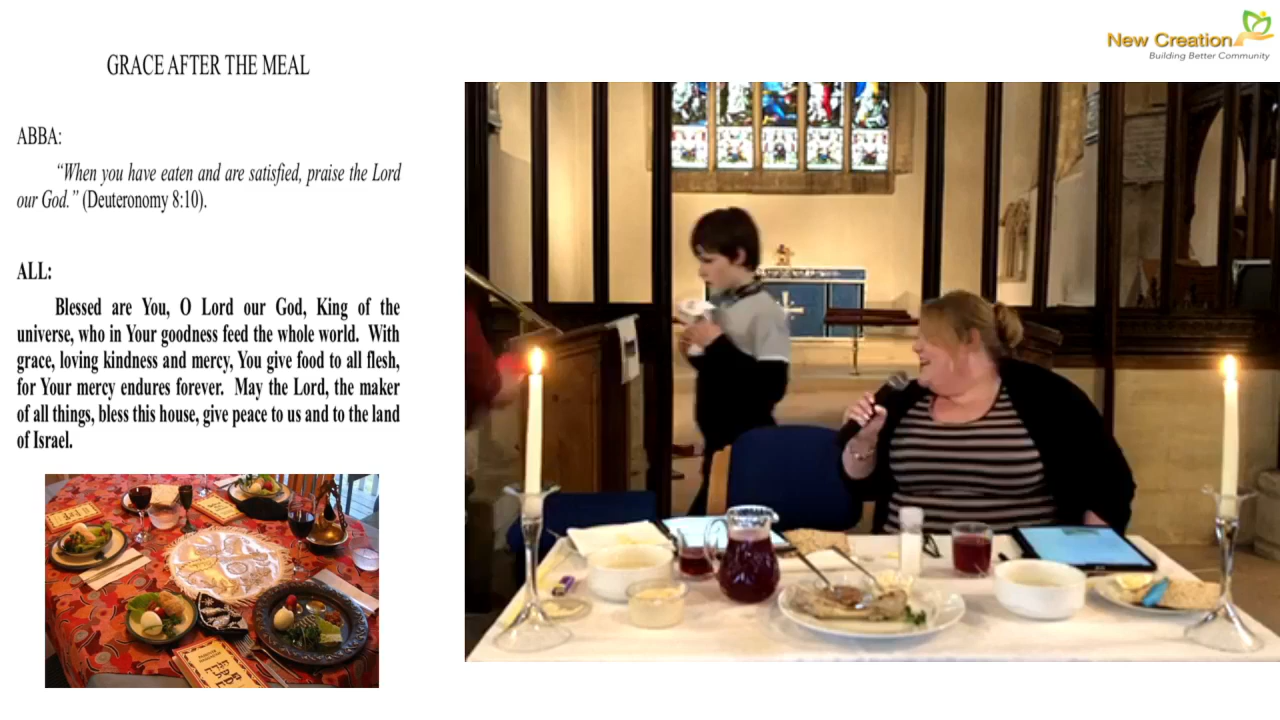 New Creation
Building Better Community
GRACE AFTER THE MEAL
ABBA:
“When you have eaten and are satisfied, praise the Lord
our God.” (Deuteronomy 8:10).
ALL:
Blessed are You, O Lord our God, King of the
universe, who in Your goodness feed the whole world. With
grace, loving kindness and mercy, You give food to all flesh,
for Your mercy endures forever. May the Lord, the maker
of all things, bless this house, give peace to us and to the land
of Israel.